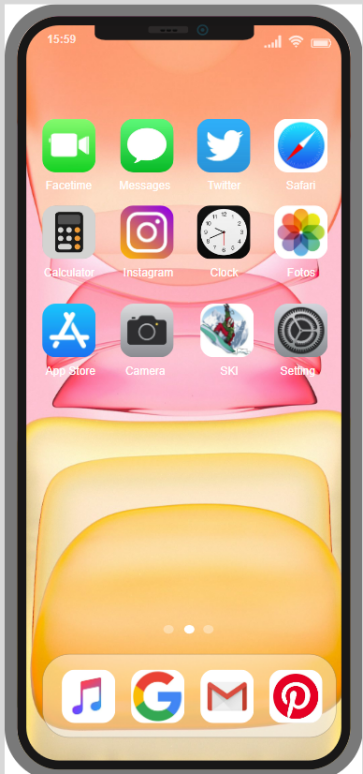 15:59
Facetime Messages Twitter Safari
Calculator Instagram Clock Fotos
App Store Camera SKI Setting